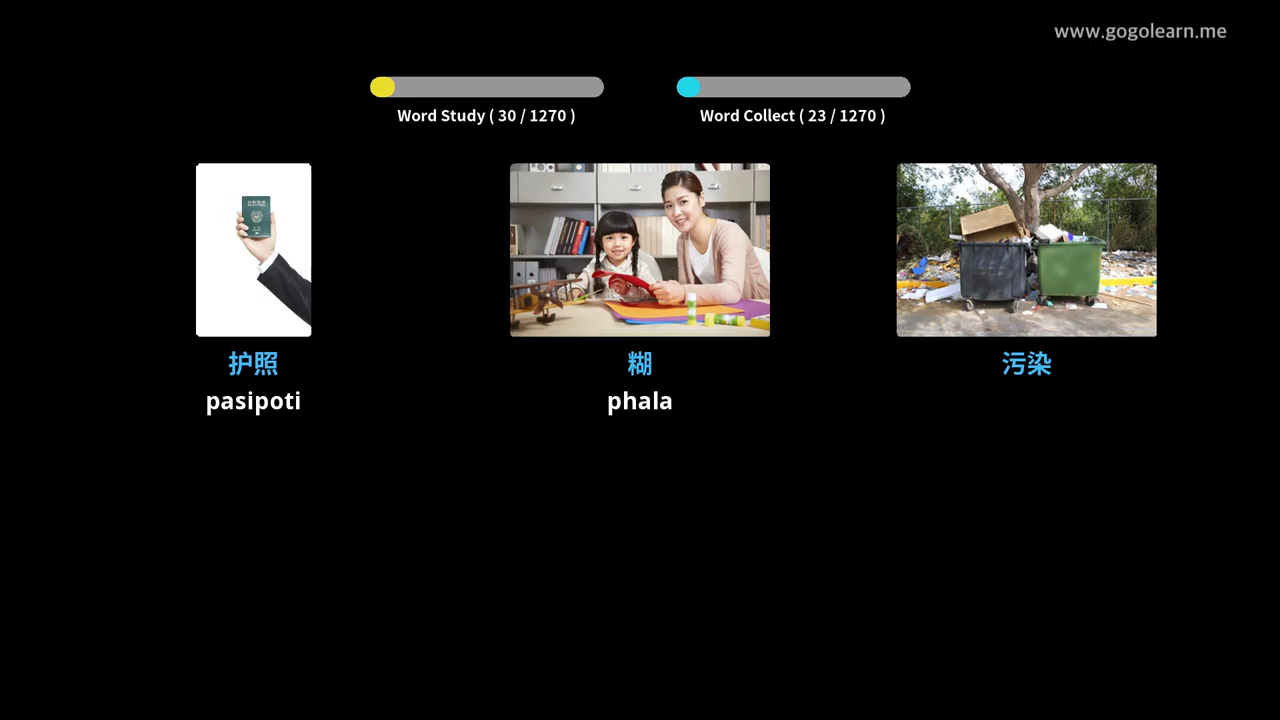 www.gogolearn.me
Word Study ( 30 / 1270 )
Word Collect ( 23 / 1270 )
护照
糊
污染
pasipoti
phala